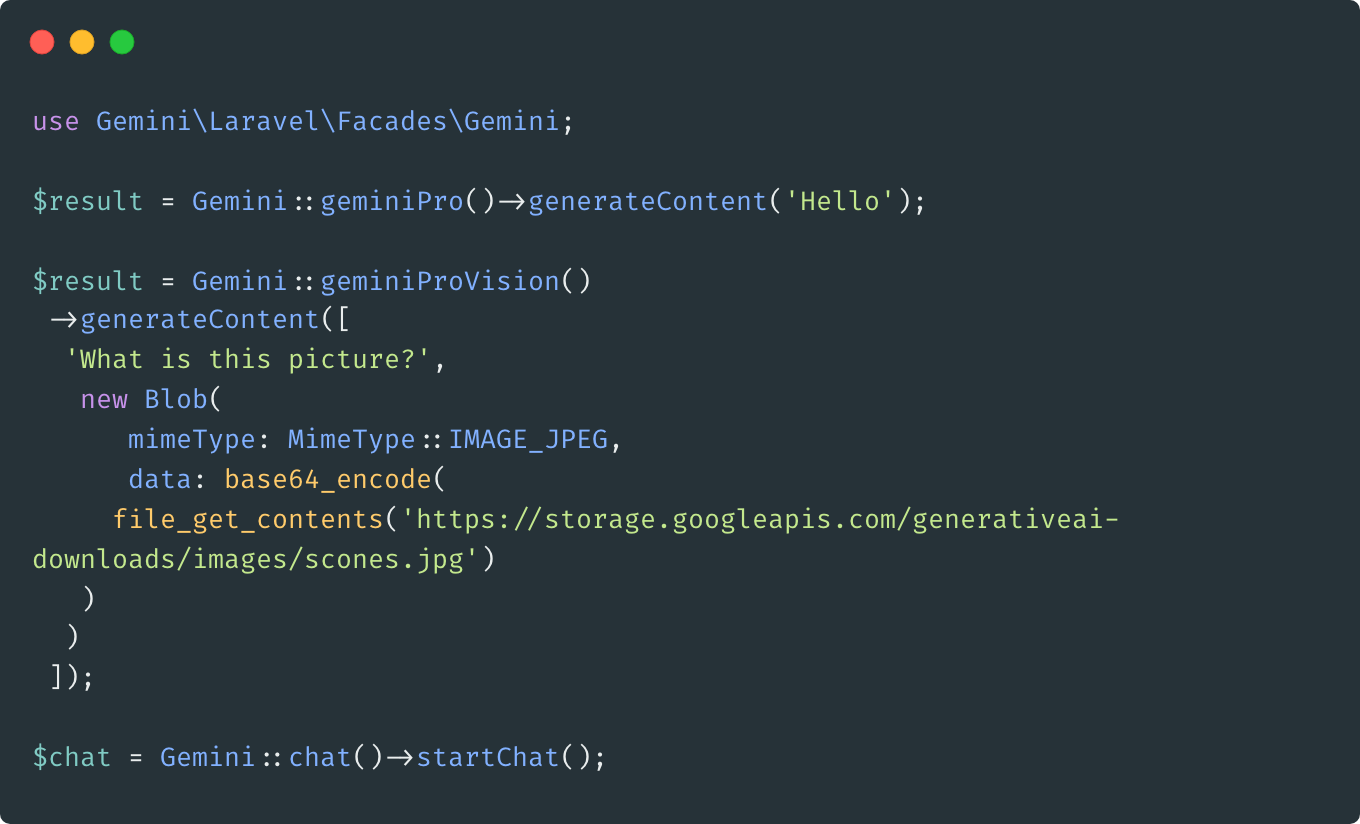 use Gemini\Laravel\Facades\Gemini;
$result = Gemini::geminiPro()->generateContent('Hello');
$result = Gemini::geminiProVision()
->generateContent([
'What is this picture?',
new Blob(
mimeType: MimeType::IMAGE_JPEG,
data: base64_encode(
file_get_contents('https://storage.googleapis.com/generativeai-
downloads/images/scones.jpg')
)
)
]);
$chat = Gemini::chat()->startChat();